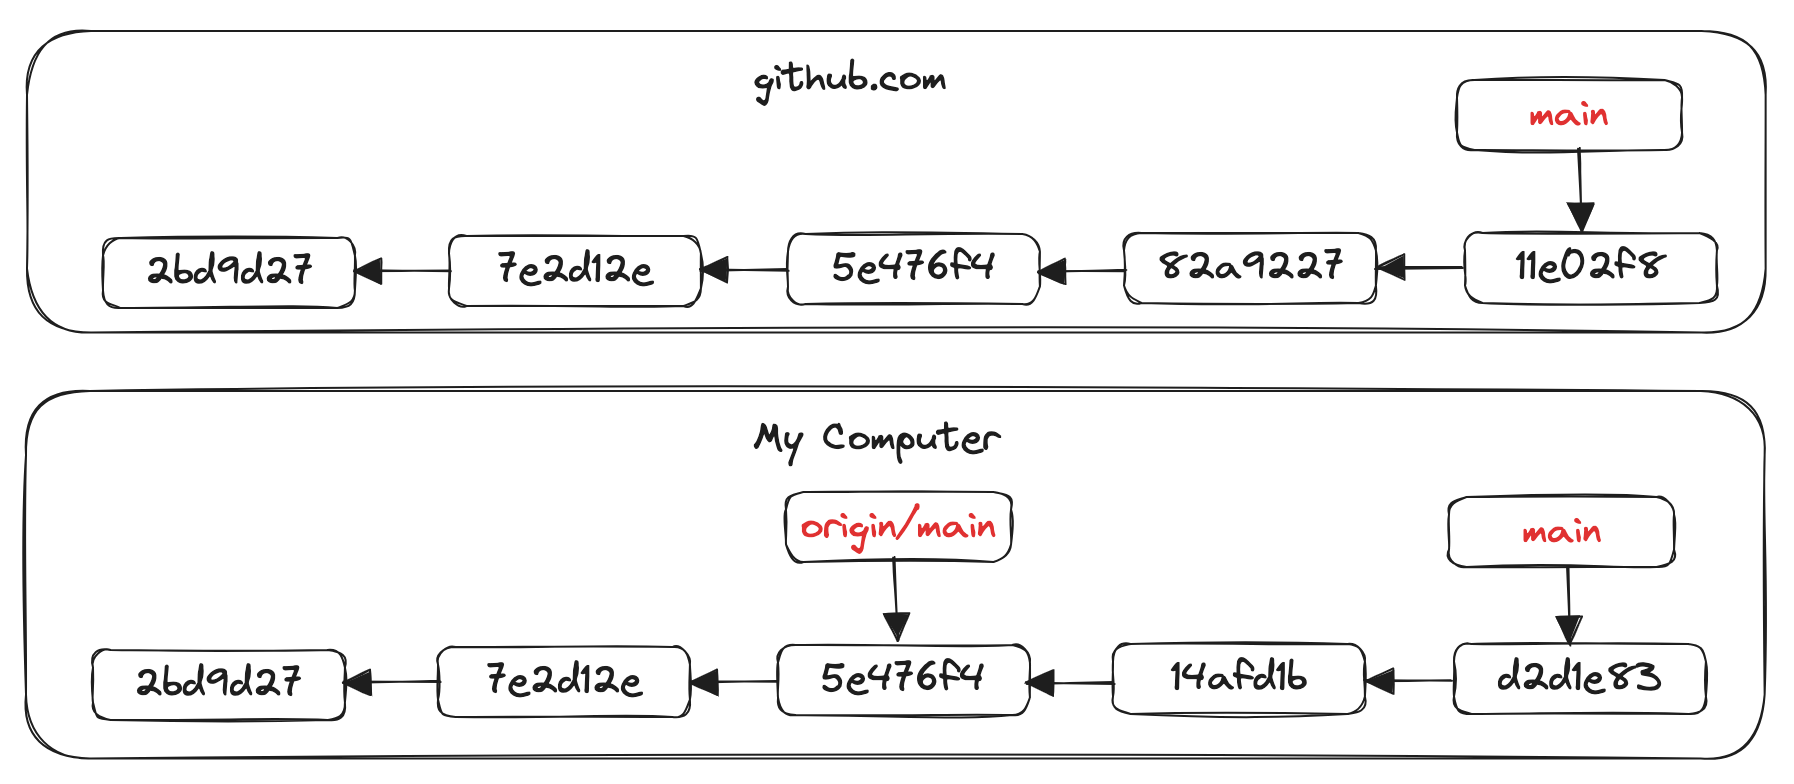 github.com
main
2bd9d27
7e2d12e
5e476f4
82a9227
11e02f8
My Computer
origin/main
main
2bd9d27
7e2d12e
5e476f4
14afd1b
d2d1e83